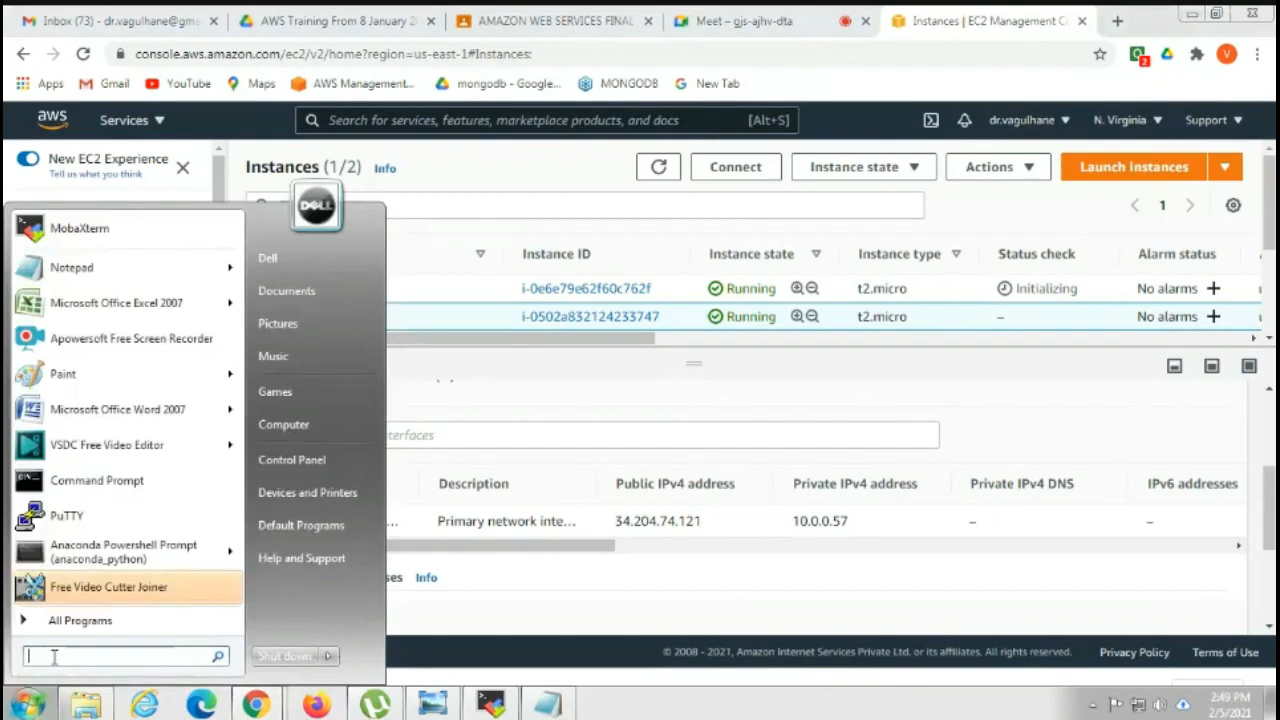 Inbox (73) - dr.vagulhane@gma
AWS Training From 8 January 2
AMAZON WEB SERVICES FINAL
Meet – gjs-ajhv-dta
Instances | EC2 Management Co
console.aws.amazon.com/ec2/v2/home?region=us-east-1#Instances:
2
V
Apps
Gmail
YouTube
Maps
AWS Management...
mongodb - Google...
MONGODB
New Tab
aws
Services
Search for services, features, marketplace products, and docs
[Alt+S]
dr.vagulhane
N. Virginia
Support
New EC2 Experience
Tell us what you think
Instances (1/2)
Info
Connect
Instance state
Actions
Launch instances
1
Instance ID
Instance state
Instance type
Status check
Alarm status
i-0e6e79e62f60c762f
Running
t2.micro
Initializing
No alarms
i-0502a832124233747
Running
t2.micro
–
No alarms
erfaces
Description
Public IPv4 address
Private IPv4 address
Private IPv4 DNS
IPv6 addresses
...
Primary network inte...
34.204.74.121
10.0.0.57
–
–
ses
Info
© 2008 - 2021, Amazon Internet Services Private Ltd. or its affiliates. All rights reserved.
Privacy Policy
Terms of Use
MobaXterm
Notepad
Microsoft Office Excel 2007
Apowersoft Free Screen Recorder
Paint
Microsoft Office Word 2007
VSDC Free Video Editor
Command Prompt
PuTTY
Anaconda Powershell Prompt
(anaconda_python)
Free Video Cutter Joiner
All Programs
DELL
Dell
Documents
Pictures
Music
Games
Computer
Control Panel
Devices and Printers
Default Programs
Help and Support
Shut down
2:49 PM
2/5/2021